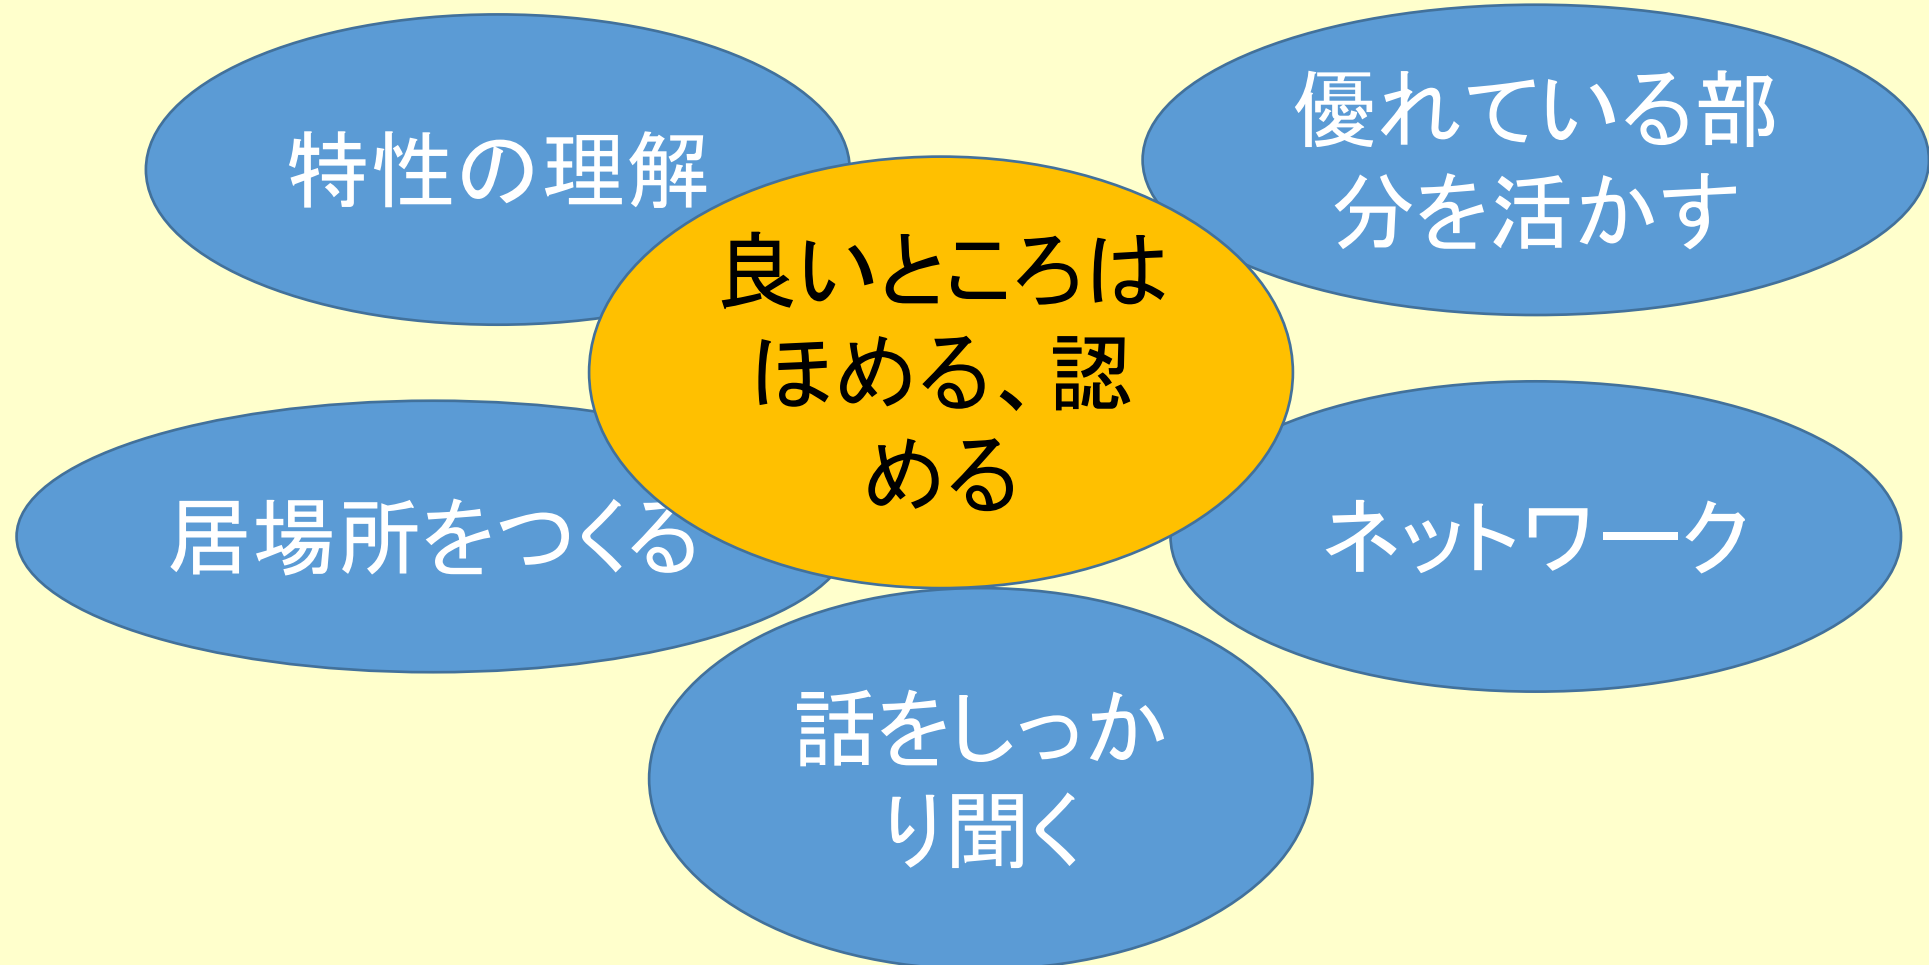 特性の理解
優れている部
分を活かす
良いところは
ほめる、認
める
居場所をつくる
ネットワーク
話をしっか
り聞く